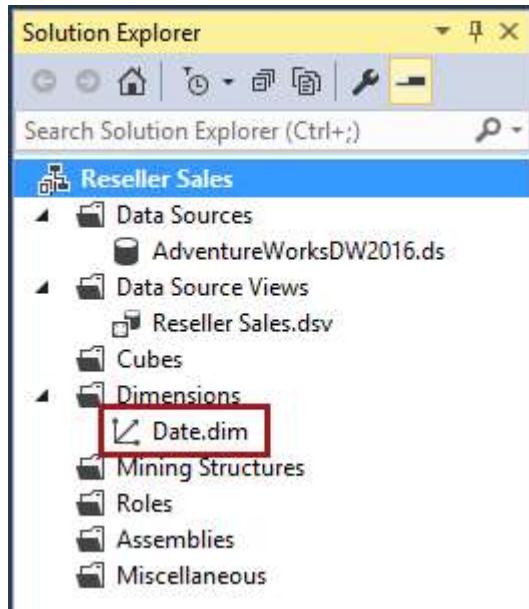 Solution Explorer
Search Solution Explorer (Ctrl+;)
Reseller Sales
Data Sources
AdventureWorksDW2016.ds
Data Source Views
Reseller Sales.dsv
Cubes
Dimensions
Date.dim
Mining Structures
Roles
Assemblies
Miscellaneous